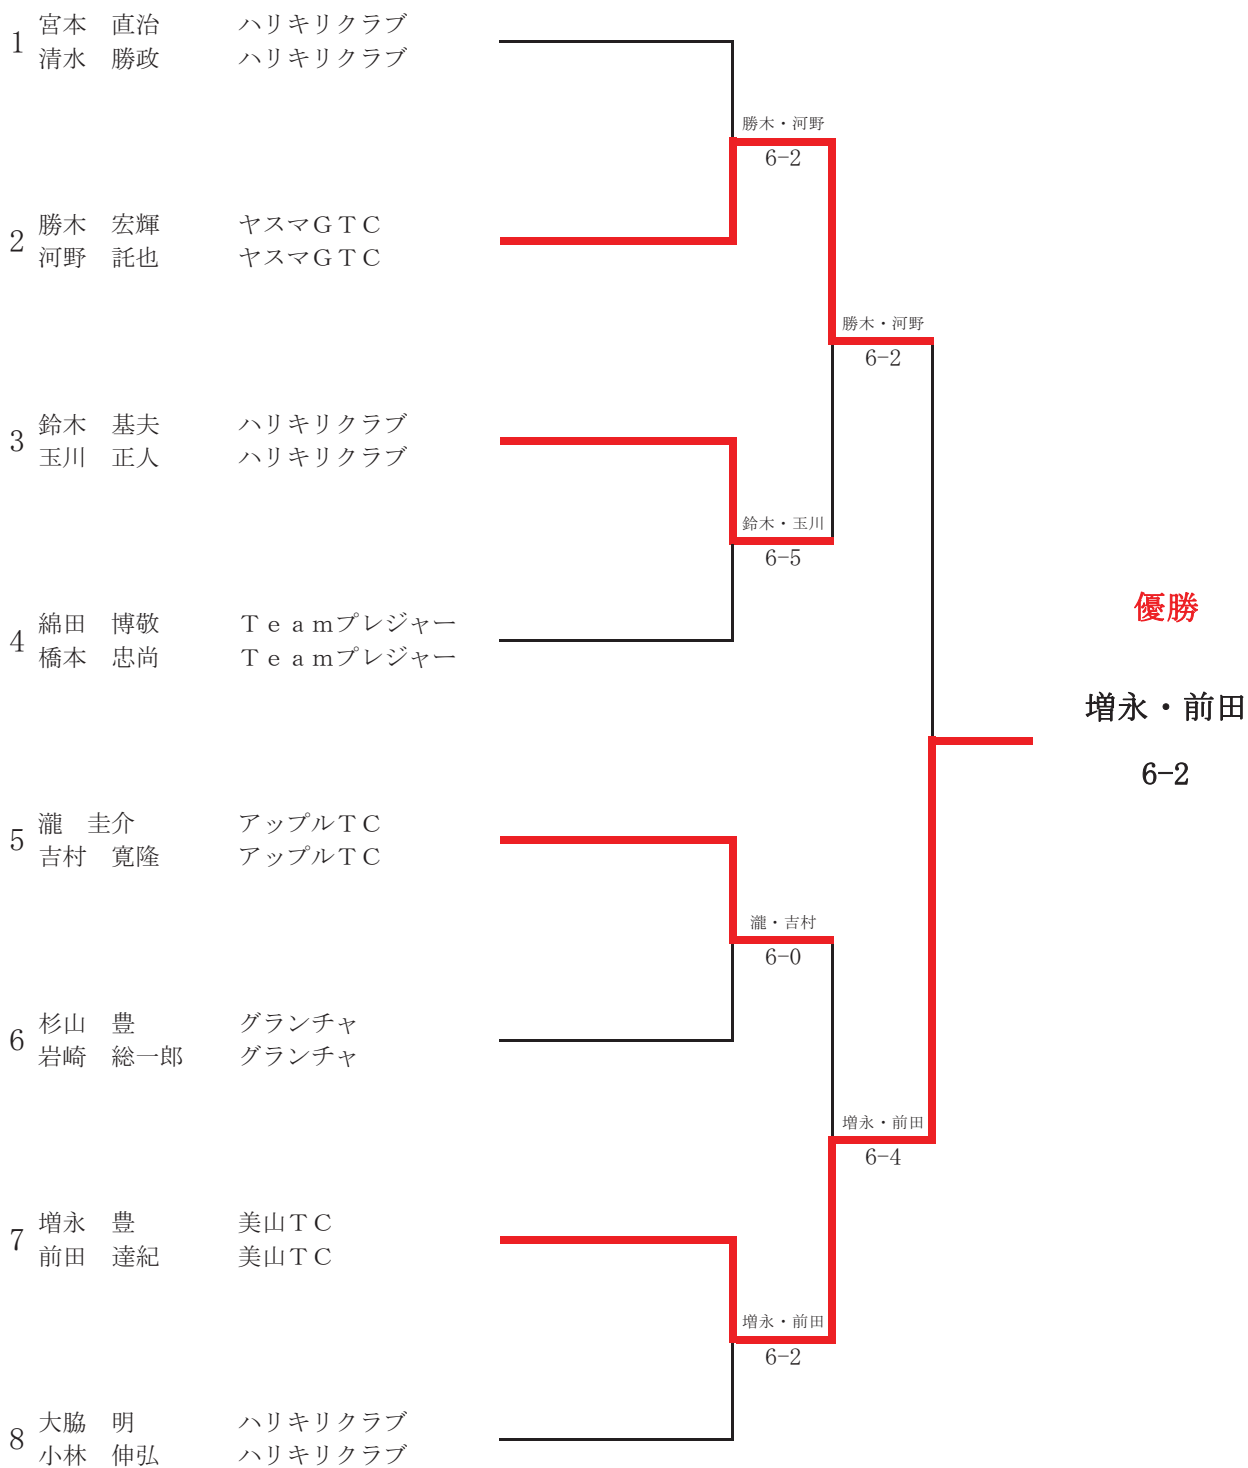 1 宮本　直治　ハリキリクラブ
清水　勝政　ハリキリクラブ
勝木・河野
6-2
2 勝木　宏輝　ヤスマＧＴＣ
河野　託也　ヤスマＧＴＣ
勝木・河野
6-2
3 鈴木　基夫　ハリキリクラブ
玉川　正人　ハリキリクラブ
鈴木・玉川
6-5
4 綿田　博敬　Ｔｅａｍプレジャー
橋本　忠尚　Ｔｅａｍプレジャー
優勝
増永・前田
6-2
5 瀧　圭介　アップルＴＣ
吉村　寛隆　アップルＴＣ
瀧・吉村
6-0
6 杉山　豊　グランチャ
岩崎　総一郎　グランチャ
増永・前田
6-4
7 増永　豊　美山ＴＣ
前田　達紀　美山ＴＣ
増永・前田
6-2
8 大脇　明　ハリキリクラブ
小林　伸弘　ハリキリクラブ